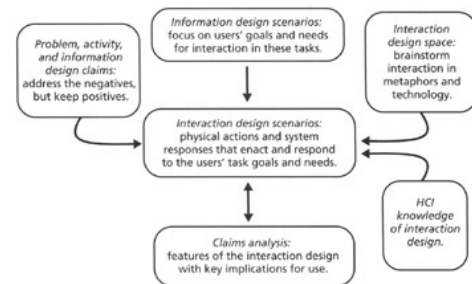 Information design scenarios:
focus on users' goals and needs
for interaction in these tasks.
Problem, activity,
and information
design claims:
address the negatives,
but keep positives.
Interaction
design space:
brainstorm
interaction in
metaphors and
technology.
Interaction design scenarios:
physical actions and system
responses that enact and respond
to the users' task goals and needs.
HCI
knowledge
of interaction
design.
Claims analysis:
features of the interaction design
with key implications for use.